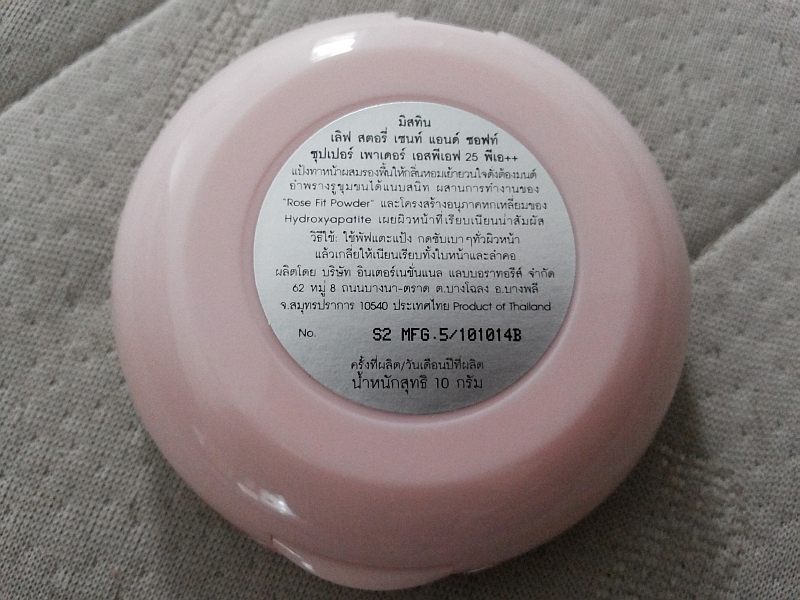 มิสทิน
เลิฟ สตอรี่ เซนท์ แอนด์ ซอฟท์
ซุปเปอร์ เพาเดอร์ เอสพีเอฟ 25 พีเอ++
แป้งทาหน้าผสมรองพื้นให้กลิ่นหอมเย้ายวนใจดั่งต้องมนต์
อำพรางรูขุมขนได้แนบสนิท ผสานการทำงานของ
"Rose Fit Powder" และโครงสร้างอนุภาคหกเหลี่ยมของ
Hydroxyapatite เผยผิวหน้าที่เรียบเนียนน่าสัมผัส
วิธีใช้: ใช้พัฟแตะแป้ง กดซับเบาๆทั่วผิวหน้า
แล้วเกลี่ยให้เนียนเรียบทั้งใบหน้าและลำคอ
ผลิตโดย บริษัท อินเตอร์เนชั่นแนล แลบบอราทอรีส์ จำกัด
62 หมู่ 8 ถนนบางนา-ตราด ต.บางโฉลง อ.บางพลี
จ.สมุทรปราการ 10540 ประเทศไทย Product of Thailand
No. S2 MFG.5/101014B
ครั้งที่ผลิต/วันเดือนปีที่ผลิต
น้ำหนักสุทธิ 10 กรัม